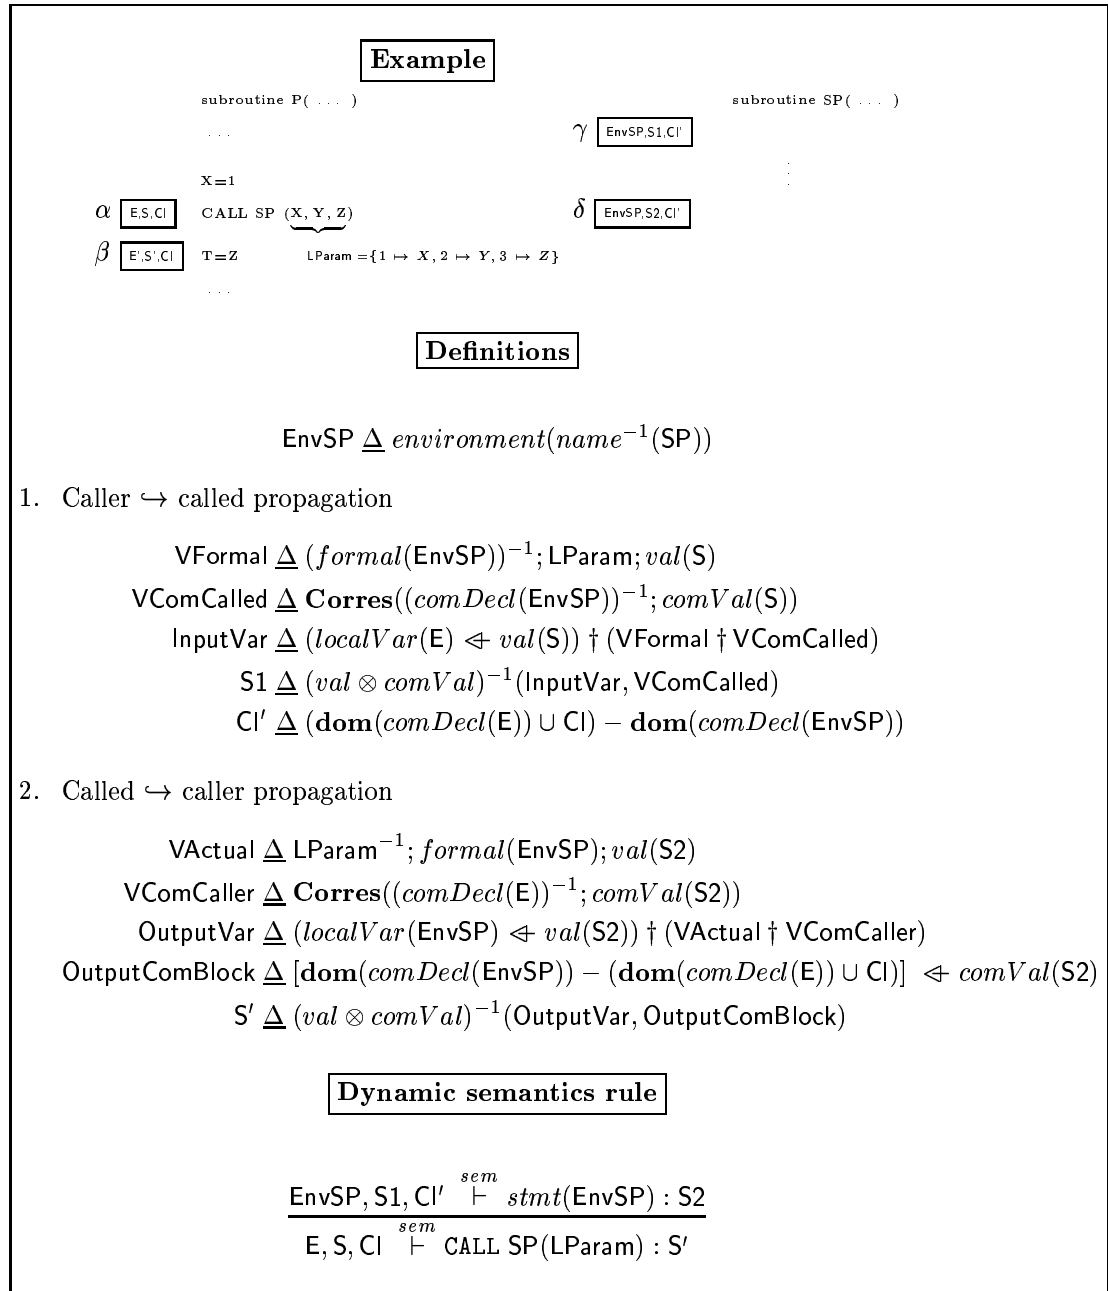 Example
subroutine P( . . . )
subroutine SP( . . . )
. . .
γ EnvSP,S1,Cl'
X=1
⋮
α E,S,Cl CALL SP (X, Y, Z)
δ EnvSP,S2,Cl'
β E',S',Cl T=Z LParam = {1 ↦ X, 2 ↦ Y, 3 ↦ Z}
. . .
Definitions
EnvSP ≜ environment(name⁻¹(SP))
1. Caller ↪ called propagation
VFormal ≜ (formal(EnvSP))⁻¹; LParam; val(S)
VComCalled ≜ Corres((comDecl(EnvSP))⁻¹; comVal(S))
InputVar ≜ (localVar(E) ⩤ val(S)) † (VFormal † VComCalled)
S1 ≜ (val ⊗ comVal)⁻¹(InputVar, VComCalled)
Cl′ ≜ (dom(comDecl(E)) ∪ Cl) − dom(comDecl(EnvSP))
2. Called ↪ caller propagation
VActual ≜ LParam⁻¹; formal(EnvSP); val(S2)
VComCaller ≜ Corres((comDecl(E))⁻¹; comVal(S2))
OutputVar ≜ (localVar(EnvSP) ⩤ val(S2)) † (VActual † VComCaller)
OutputComBlock ≜ [dom(comDecl(EnvSP)) − (dom(comDecl(E)) ∪ Cl)] ⩤ comVal(S2)
S′ ≜ (val ⊗ comVal)⁻¹(OutputVar, OutputComBlock)
Dynamic semantics rule
sem
EnvSP, S1, Cl′ ⊢ stmt(EnvSP) : S2
sem
E, S, Cl ⊢ CALL SP(LParam) : S′